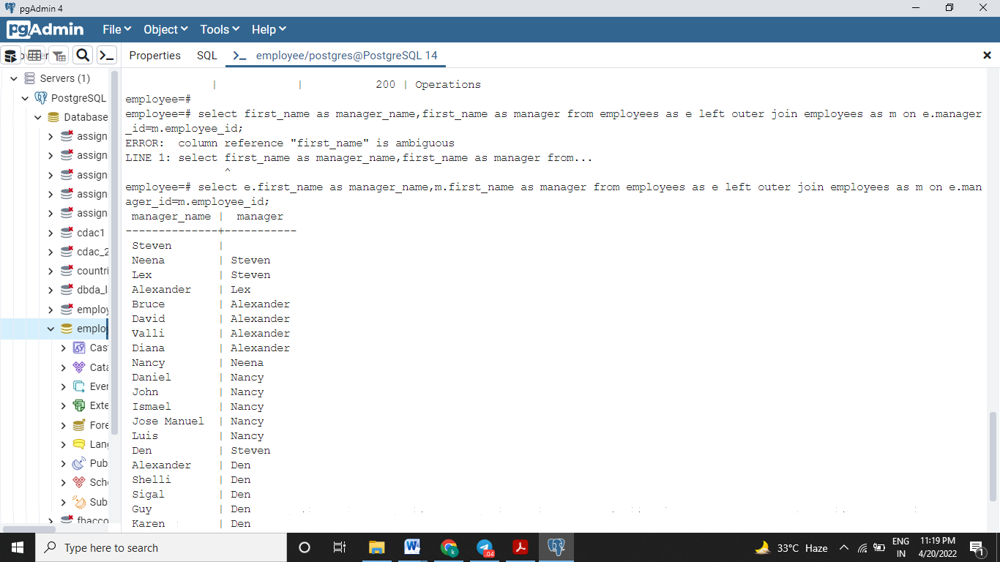 pgAdmin 4
pgAdmin File Object Tools Help
Properties SQL employee/postgres@PostgreSQL 14
Servers (1)
PostgreSQL
Database
assign
assign
assign
assign
assign
cdac1
cdac_2
countri
dbda_l
employ
emplo
Cas
Cata
Ever
Exte
Fore
Lang
Pub
Sch
Sub
fbacco
| | 200 | Operations
employee=#
employee=# select first_name as manager_name,first_name as manager from employees as e left outer join employees as m on e.manager
_id=m.employee_id;
ERROR: column reference "first_name" is ambiguous
LINE 1: select first_name as manager_name,first_name as manager from...
^
employee=# select e.first_name as manager_name,m.first_name as manager from employees as e left outer join employees as m on e.man
ager_id=m.employee_id;
manager_name | manager
--------------+-----------
Steven |
Neena | Steven
Lex | Steven
Alexander | Lex
Bruce | Alexander
David | Alexander
Valli | Alexander
Diana | Alexander
Nancy | Neena
Daniel | Nancy
John | Nancy
Ismael | Nancy
Jose Manuel | Nancy
Luis | Nancy
Den | Steven
Alexander | Den
Shelli | Den
Sigal | Den
Guy | Den
Karen | Den
Type here to search
k
.04
33°C Haze
ENG
IN
11:19 PM
4/20/2022
1